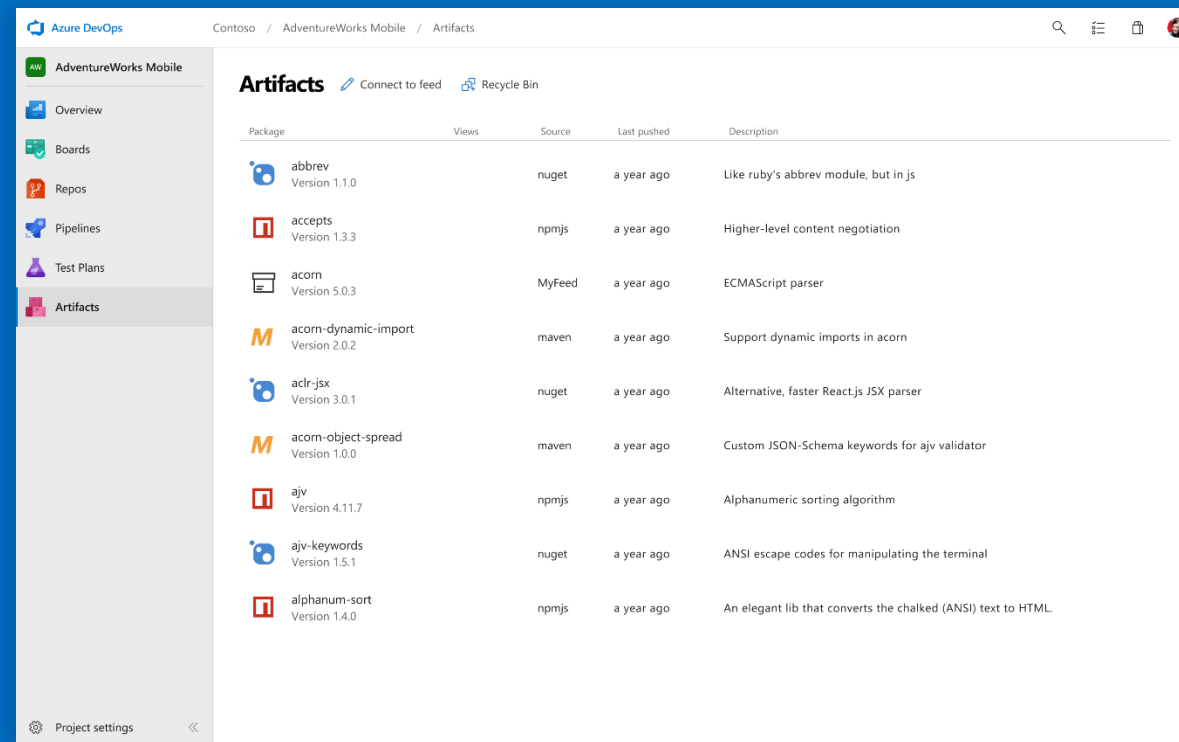 Azure DevOps
Contoso / AdventureWorks Mobile / Artifacts
AW AdventureWorks Mobile
Overview
Boards
Repos
Pipelines
Test Plans
Artifacts
Project settings
Artifacts Connect to feed Recycle Bin
Package Views Source Last pushed Description
abbrev
Version 1.1.0
nuget a year ago Like ruby's abbrev module, but in js
accepts
Version 1.3.3
npmjs a year ago Higher-level content negotiation
acorn
Version 5.0.3
MyFeed a year ago ECMAScript parser
M acorn-dynamic-import
Version 2.0.2
maven a year ago Support dynamic imports in acorn
aclr-jsx
Version 3.0.1
nuget a year ago Alternative, faster React.js JSX parser
M acorn-object-spread
Version 1.0.0
maven a year ago Custom JSON-Schema keywords for ajv validator
ajv
Version 4.11.7
npmjs a year ago Alphanumeric sorting algorithm
ajv-keywords
Version 1.5.1
nuget a year ago ANSI escape codes for manipulating the terminal
alphanum-sort
Version 1.4.0
npmjs a year ago An elegant lib that converts the chalked (ANSI) text to HTML.